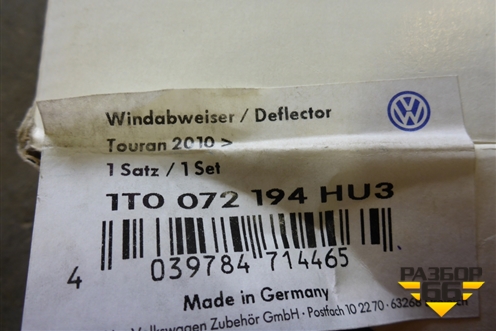 Windabweiser / Deflector
Touran 2010 >
1 Satz / 1 Set
1T0 072 194 HU3
4 039784 714465
Made in Germany
Volkswagen Zubehör GmbH · Postfach 10 22 70 · 63268
РАЗБОР
66